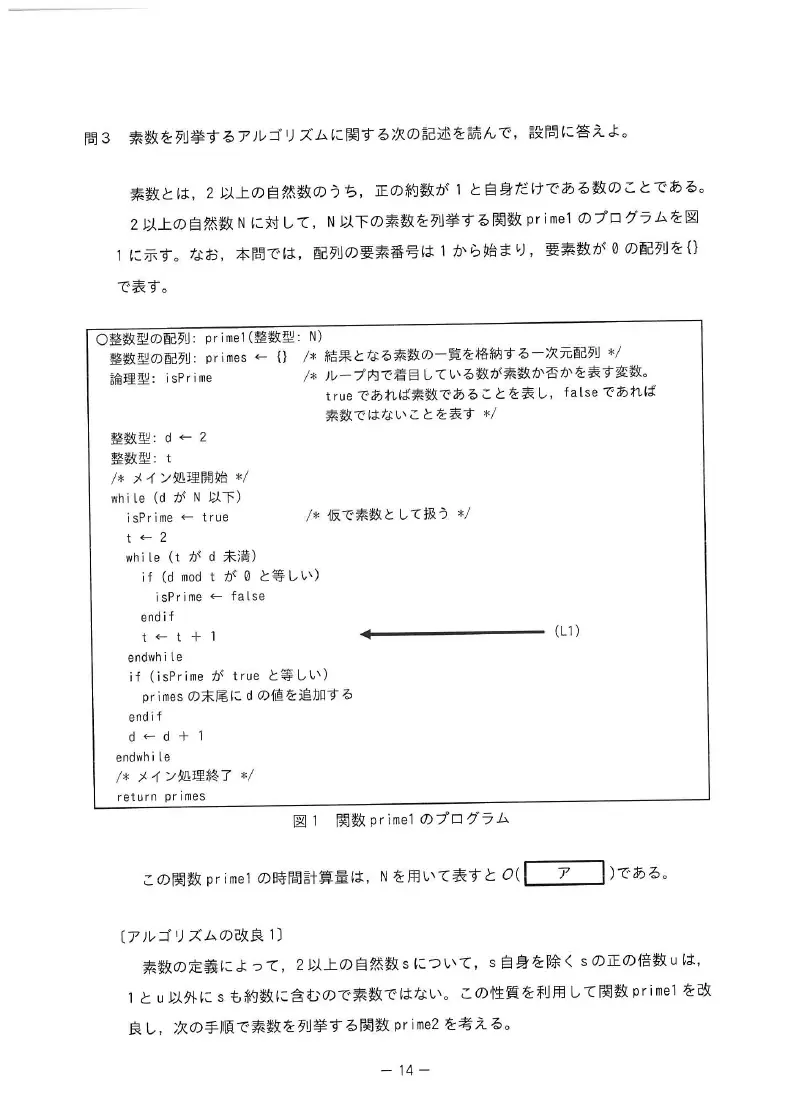 問3 素数を列挙するアルゴリズムに関する次の記述を読んで，設問に答えよ。
素数とは，2 以上の自然数のうち，正の約数が 1 と自身だけである数のことである。
2 以上の自然数 N に対して，N 以下の素数を列挙する関数 prime1 のプログラムを図
1 に示す。なお，本問では，配列の要素番号は 1 から始まり，要素数が 0 の配列を{}
で表す。
○整数型の配列: prime1(整数型: N)
整数型の配列: primes ← {} /* 結果となる素数の一覧を格納する一次元配列 */
論理型: isPrime /* ループ内で着目している数が素数か否かを表す変数。
true であれば素数であることを表し，false であれば
素数ではないことを表す */
整数型: d ← 2
整数型: t
/* メイン処理開始 */
while (d が N 以下)
isPrime ← true /* 仮で素数として扱う */
t ← 2
while (t が d 未満)
if (d mod t が 0 と等しい)
isPrime ← false
endif
t ← t + 1 (L1)
endwhile
if (isPrime が true と等しい)
primes の末尾に d の値を追加する
endif
d ← d + 1
endwhile
/* メイン処理終了 */
return primes
図 1 関数 prime1 のプログラム
この関数 prime1 の時間計算量は，N を用いて表すと O( ア )である。
〔アルゴリズムの改良 1〕
素数の定義によって，2 以上の自然数 s について，s 自身を除く s の正の倍数 u は，
1 と u 以外に s も約数に含むので素数ではない。この性質を利用して関数 prime1 を改
良し，次の手順で素数を列挙する関数 prime2 を考える。
－ 14 －